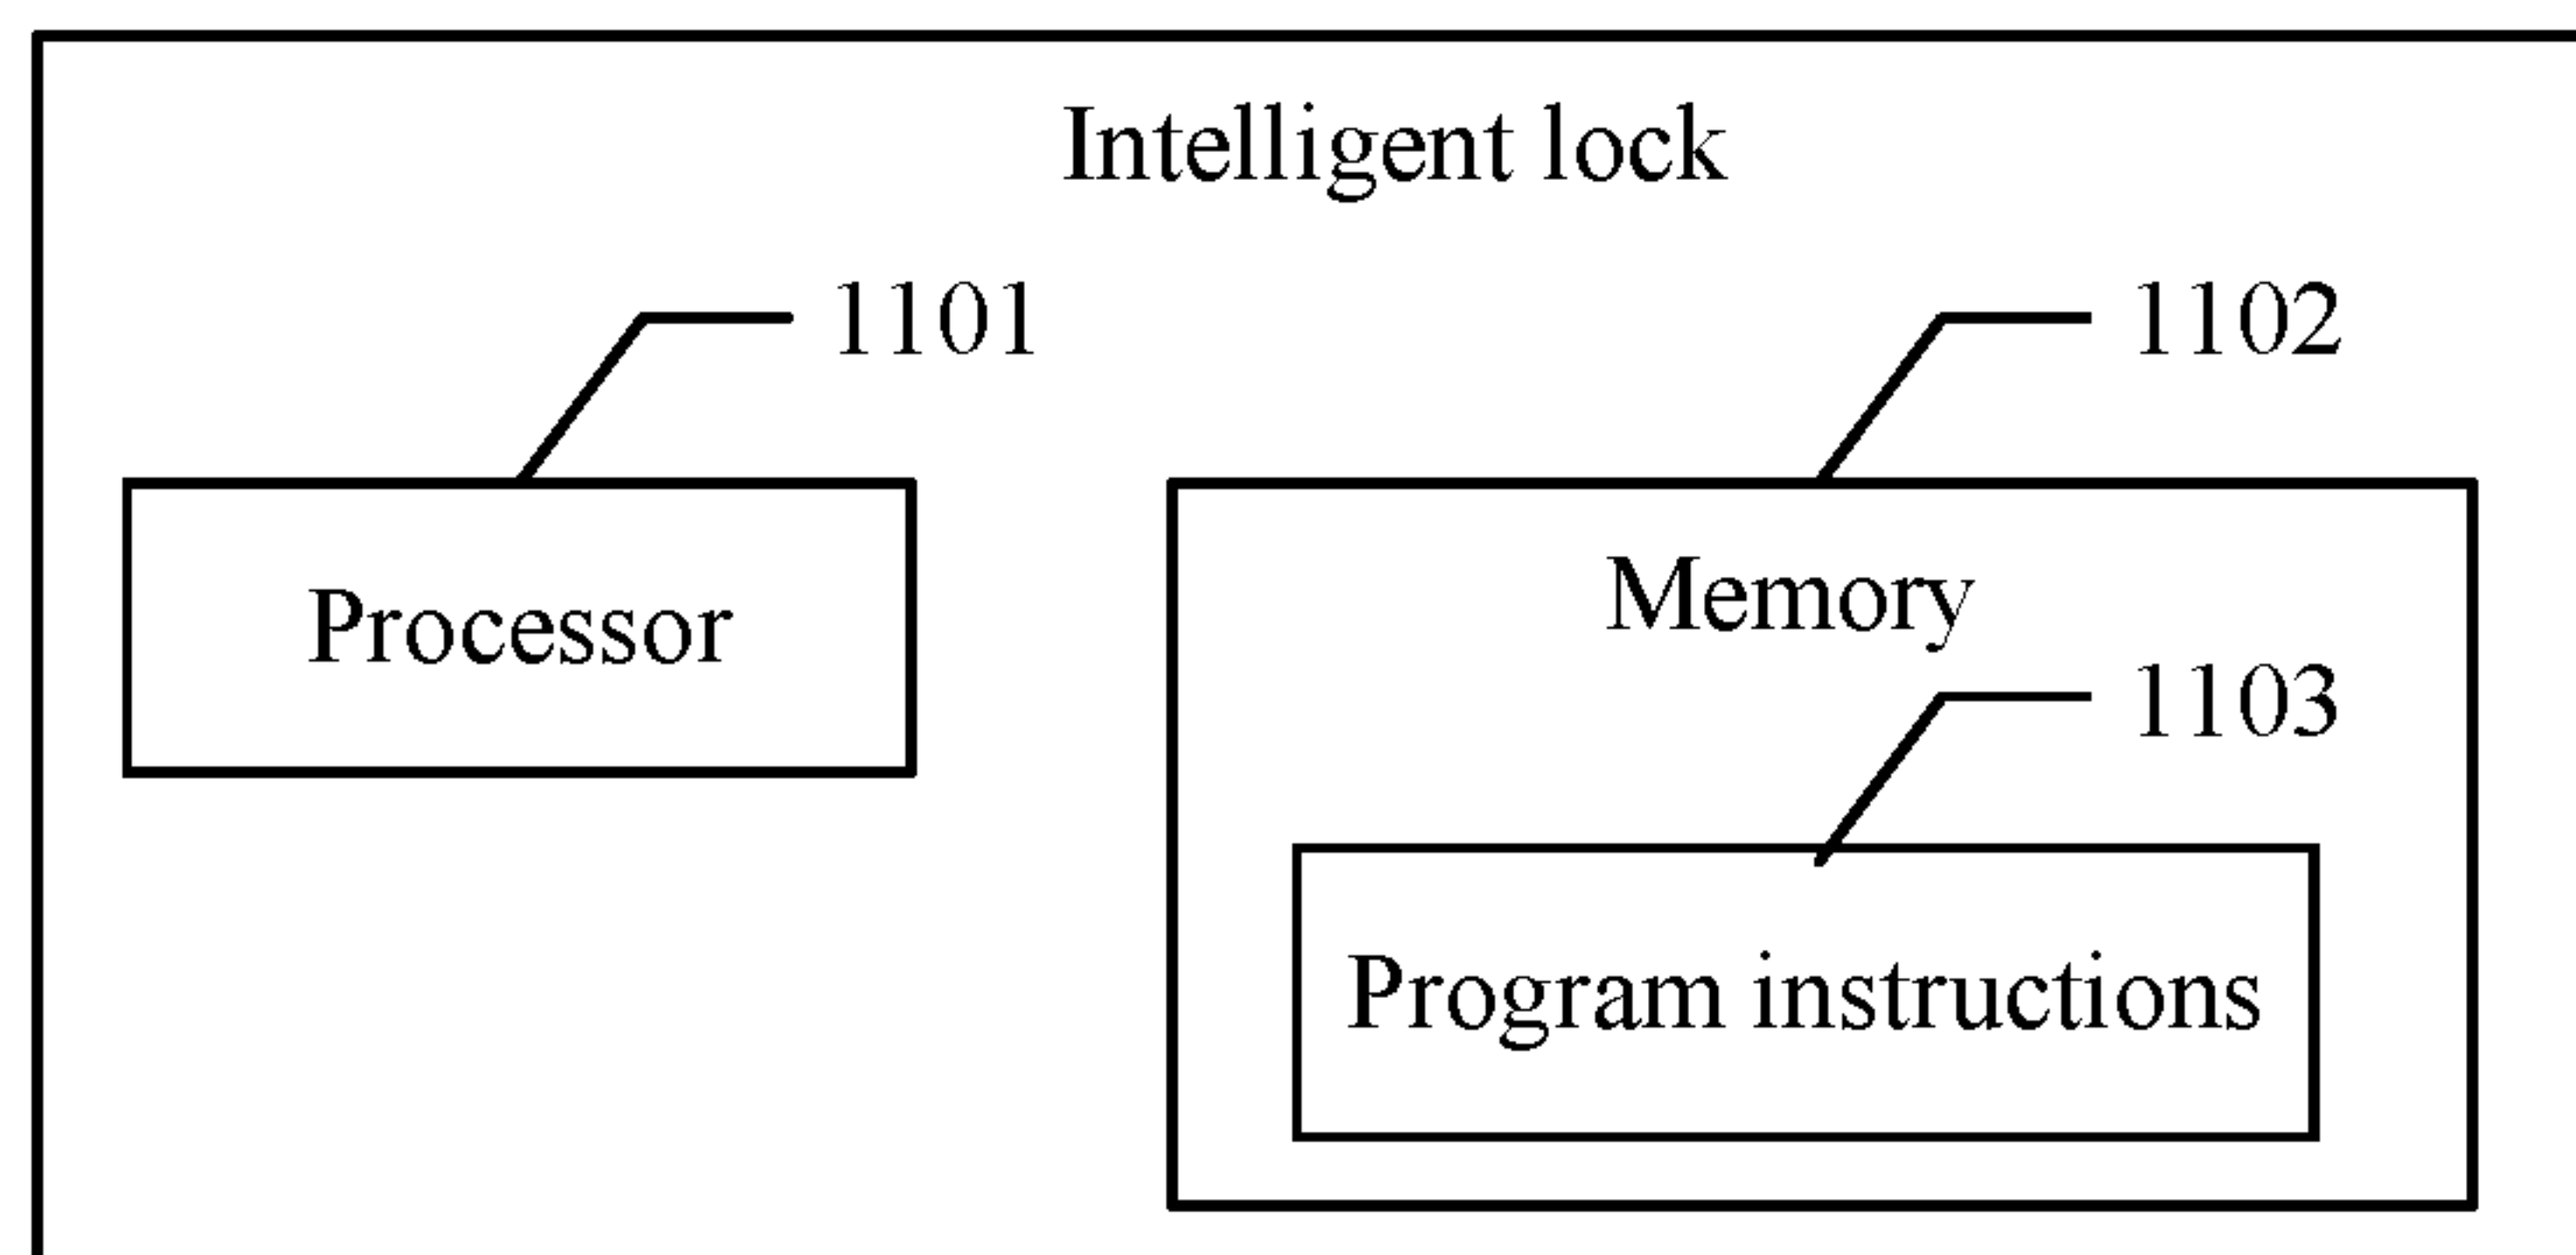 Intelligent lock
1101
1102
Processor
Memory
1103
Program instructions